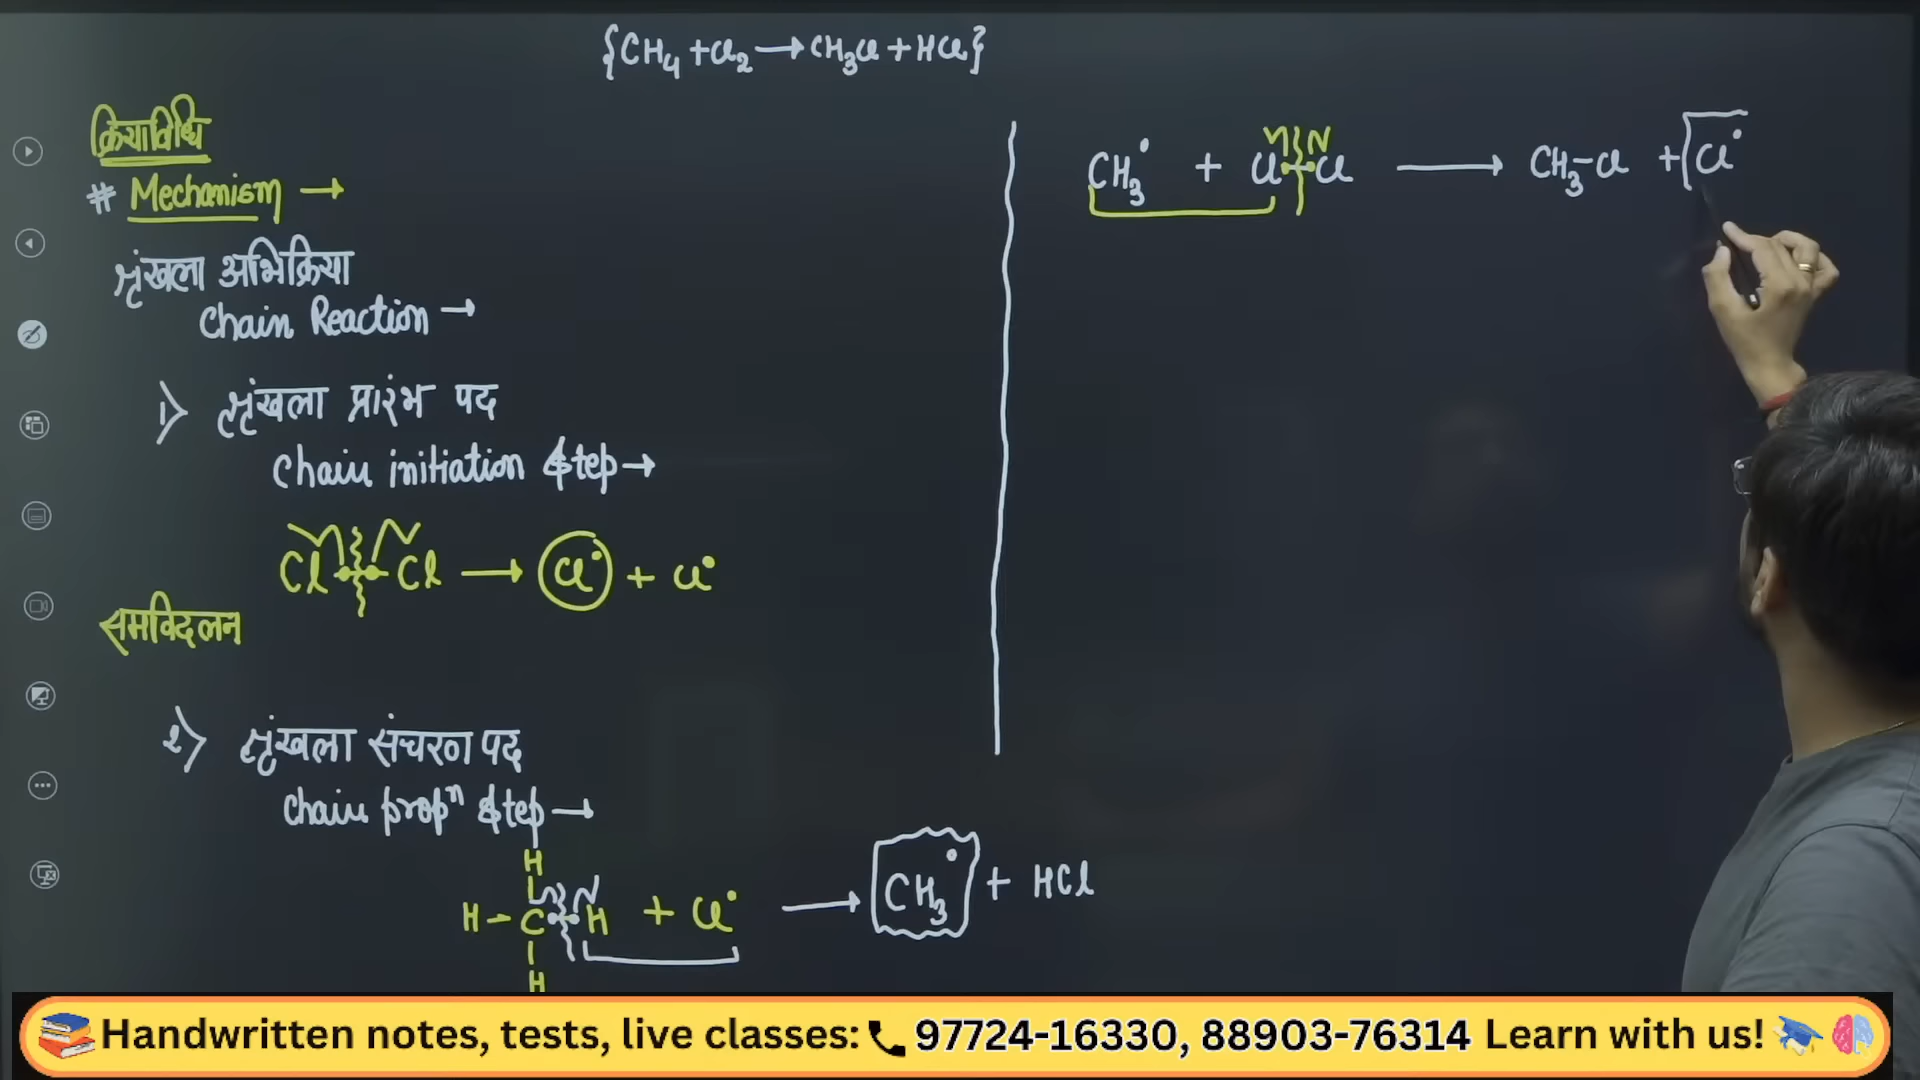 {CH₄ + Cl₂ → CH₃Cl + HCl}
क्रियाविधि
# Mechanism →
श्रृंखला अभिक्रिया
Chain Reaction →
1) श्रृंखला प्रारंभ पद
Chain initiation step →
Cl — Cl → Cl• + Cl•
समविदलन
2) श्रृंखला संचरण पद
Chain propⁿ step →
H
H – C – H + Cl• → CH₃• + HCl
H
CH₃• + Cl – Cl → CH₃–Cl + Cl•
Handwritten notes, tests, live classes: 97724-16330, 88903-76314 Learn with us!